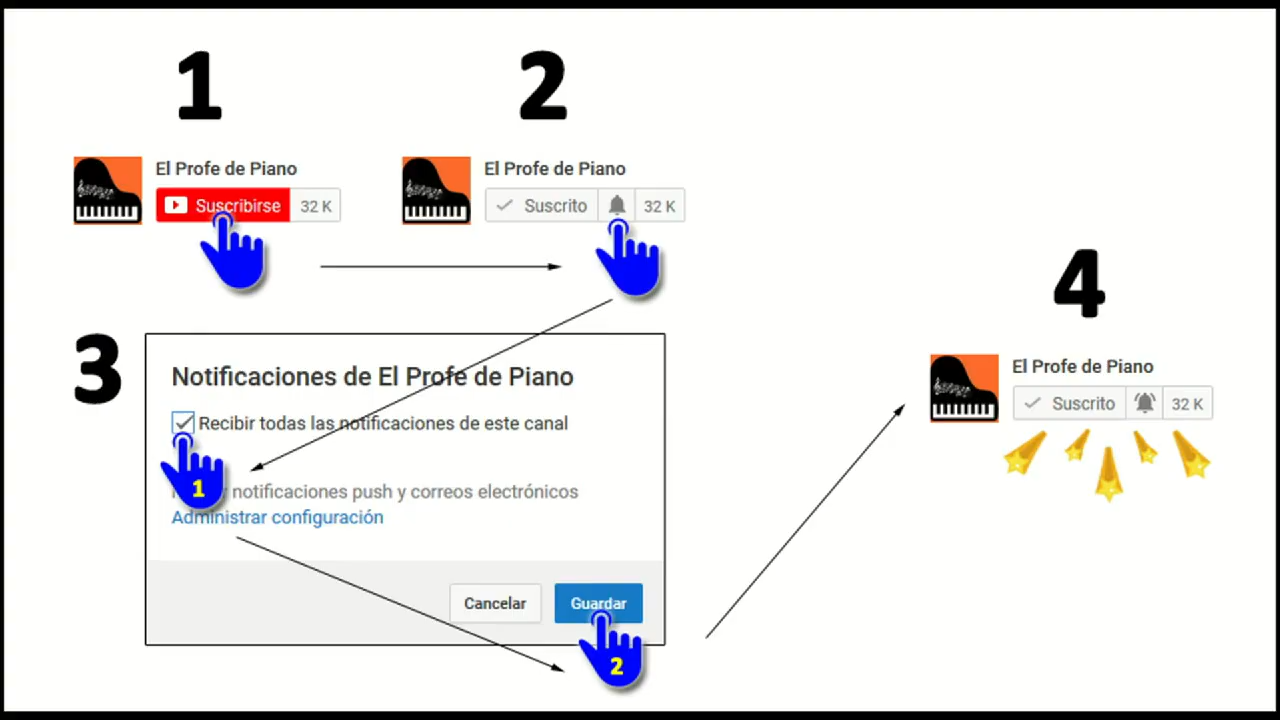 1
El Profe de Piano
Suscribirse 32 K
2
El Profe de Piano
Suscrito 32 K
3
Notificaciones de El Profe de Piano
Recibir todas las notificaciones de este canal
1
notificaciones push y correos electrónicos
Administrar configuración
Cancelar Guardar
2
4
El Profe de Piano
Suscrito 32 K